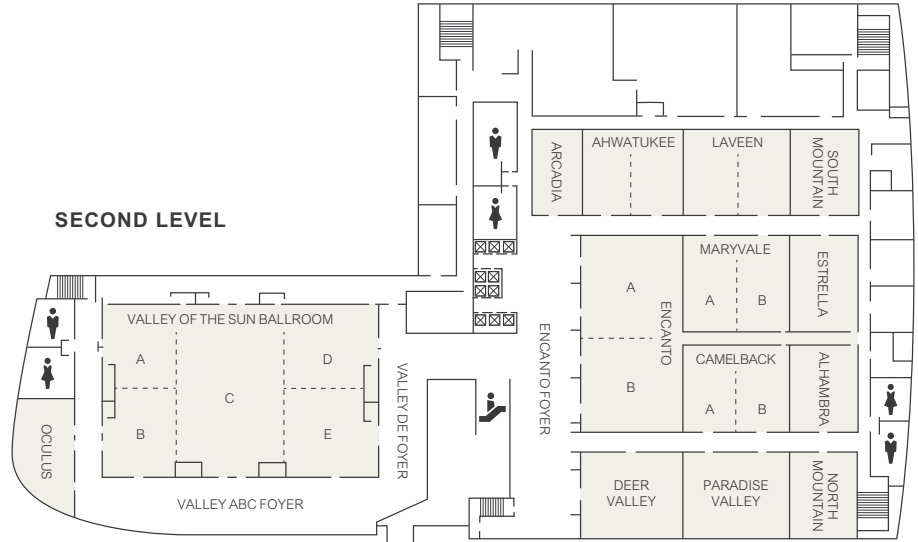 SECOND LEVEL
ARCADIA
AHWATUKEE
LAVEEN
SOUTH
MOUNTAIN
MARYVALE
A
B
ESTRELLA
ENCANTO FOYER
A
ENCANTO
B
CAMELBACK
A
B
ALHAMBRA
VALLEY OF THE SUN BALLROOM
A
D
C
B
E
OCULUS
VALLEY DE FOYER
VALLEY ABC FOYER
DEER
VALLEY
PARADISE
VALLEY
NORTH
MOUNTAIN